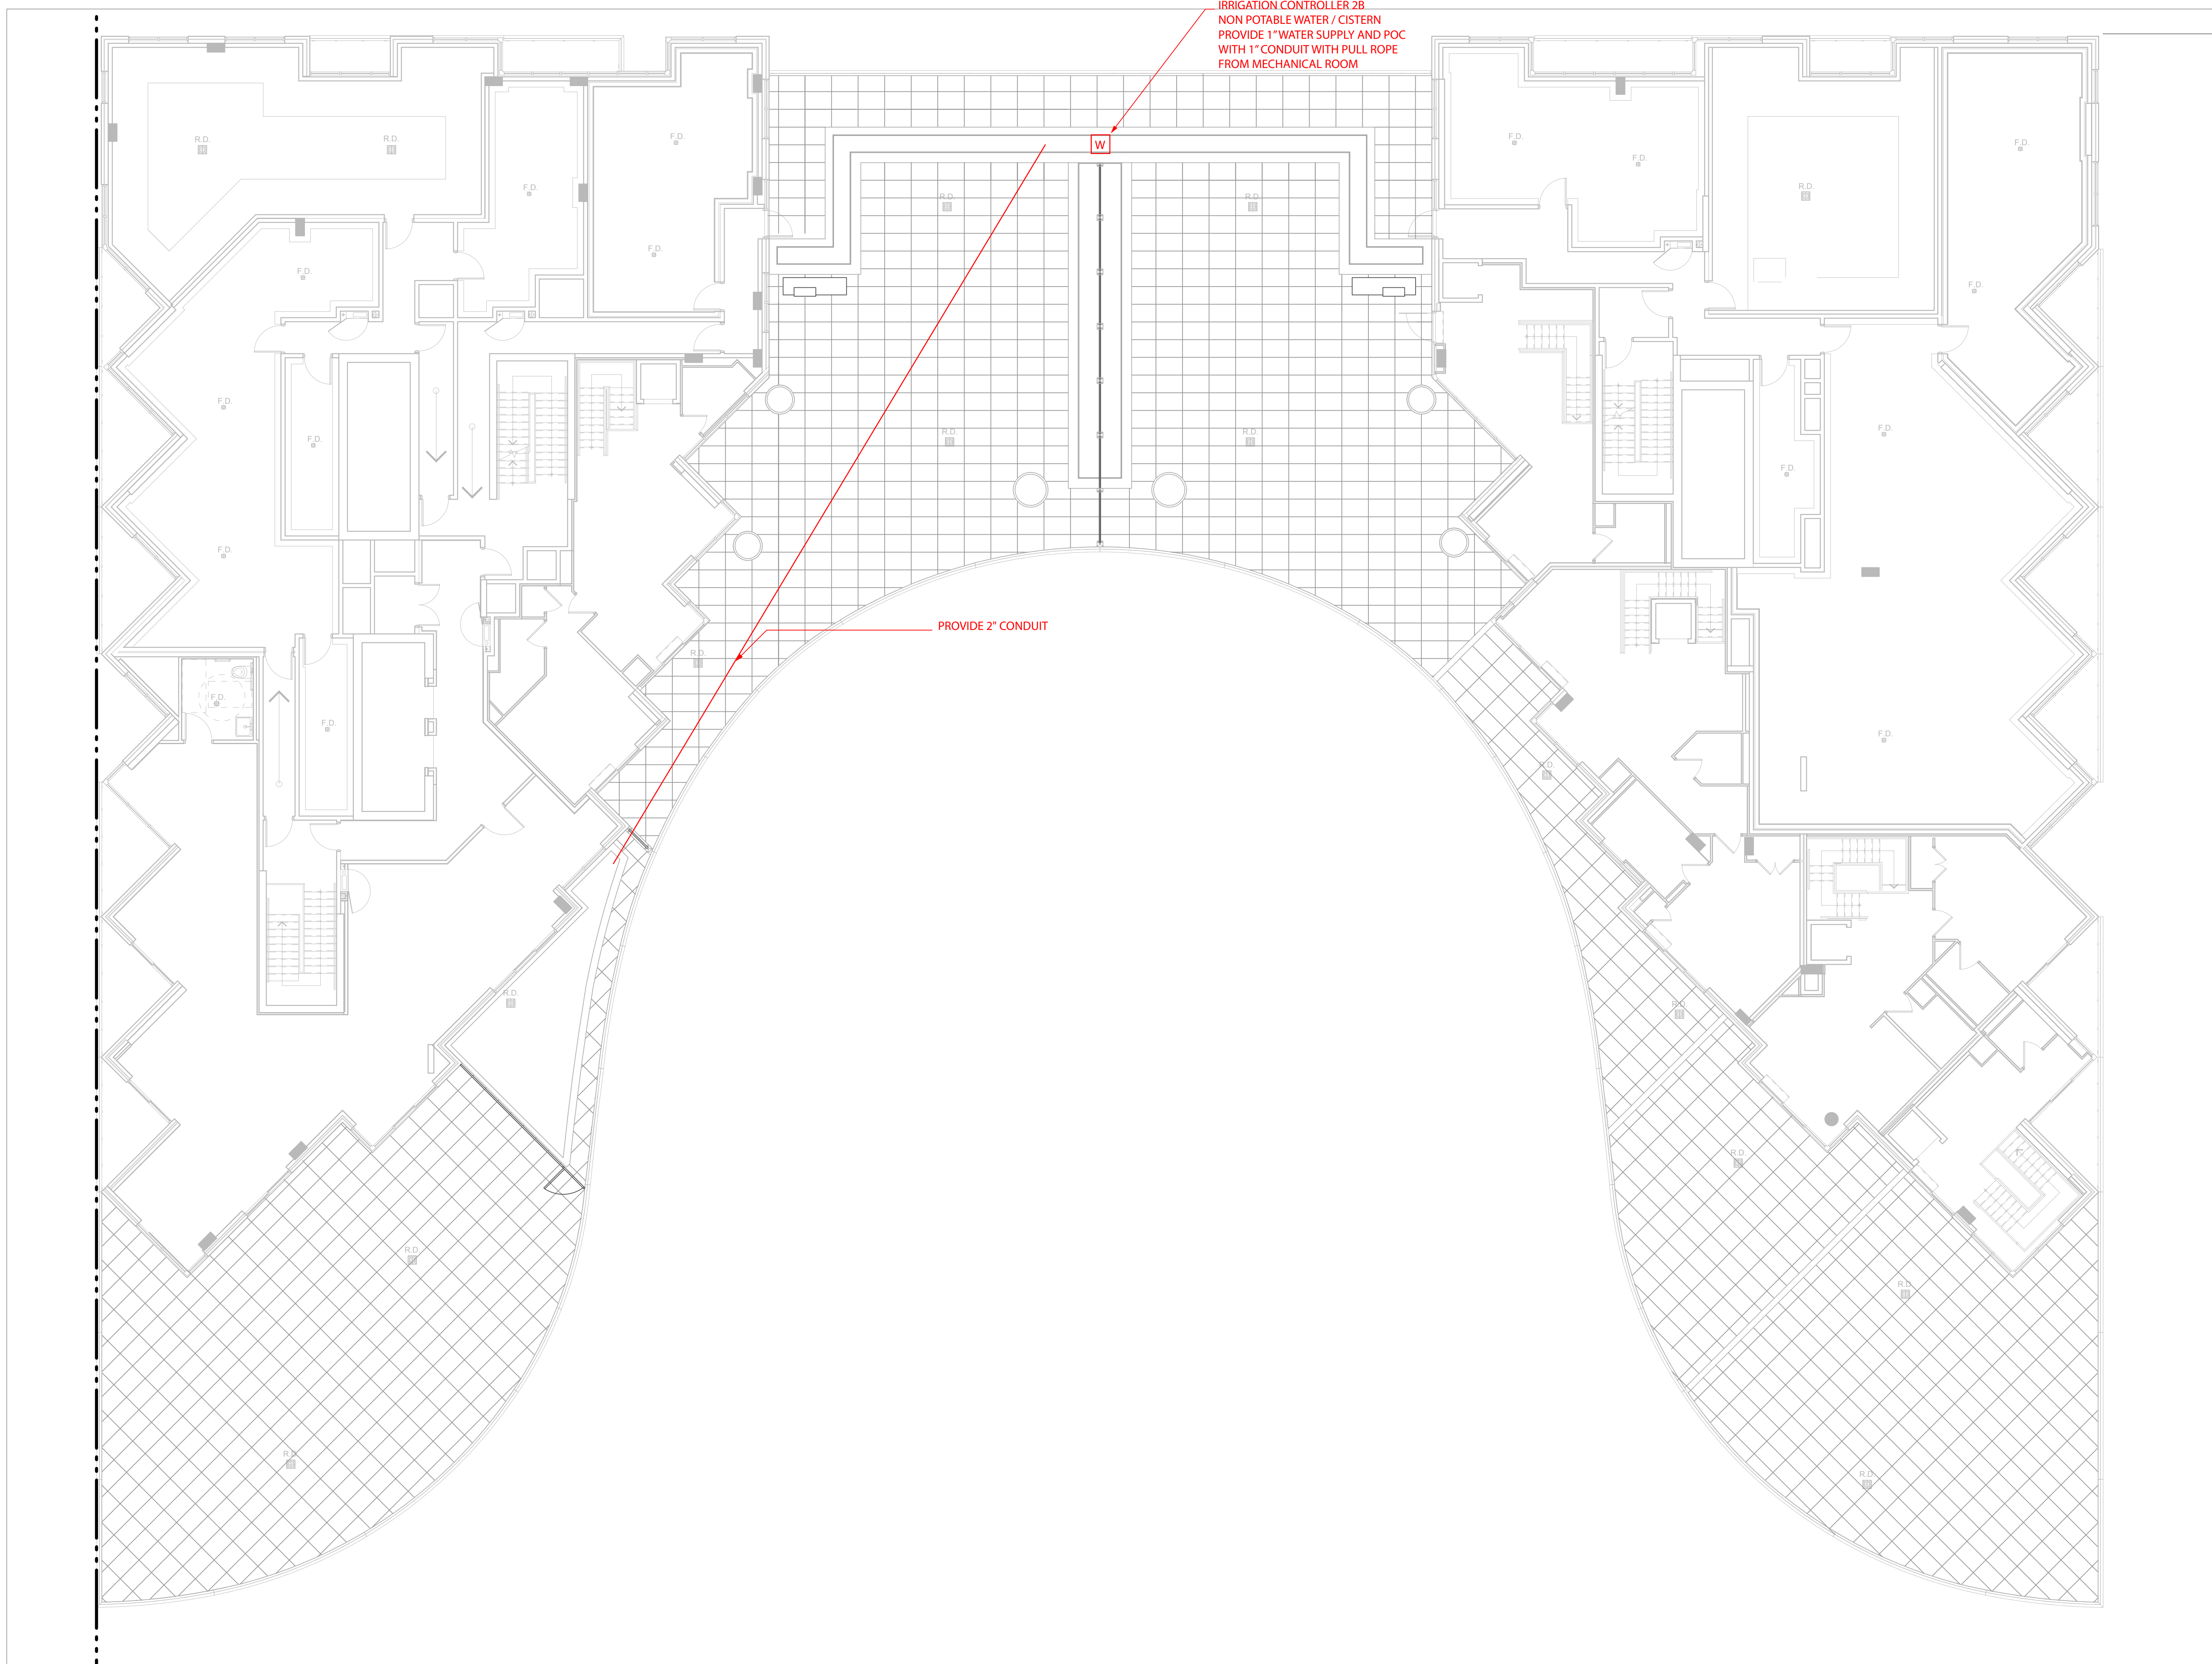 IRRIGATION CONTROLLER 2B
NON POTABLE WATER / CISTERN
PROVIDE 1” WATER SUPPLY AND POC
WITH 1” CONDUIT WITH PULL ROPE
FROM MECHANICAL ROOM
W
R.D.
R.D.
F.D.
F.D.
F.D.
F.D.
R.D.
R.D.
F.D.
F.D.
R.D.
F.D.
F.D.
F.D.
F.D.
F.D.
R.D.
R.D.
F.D.
F.D.
F.D.
PROVIDE 2" CONDUIT
R.D.
F.D.
F.D.
F.D.
R.D.
R.D.
R.D.
R.D.
R.D.
R.D.
R.D.
R.D.